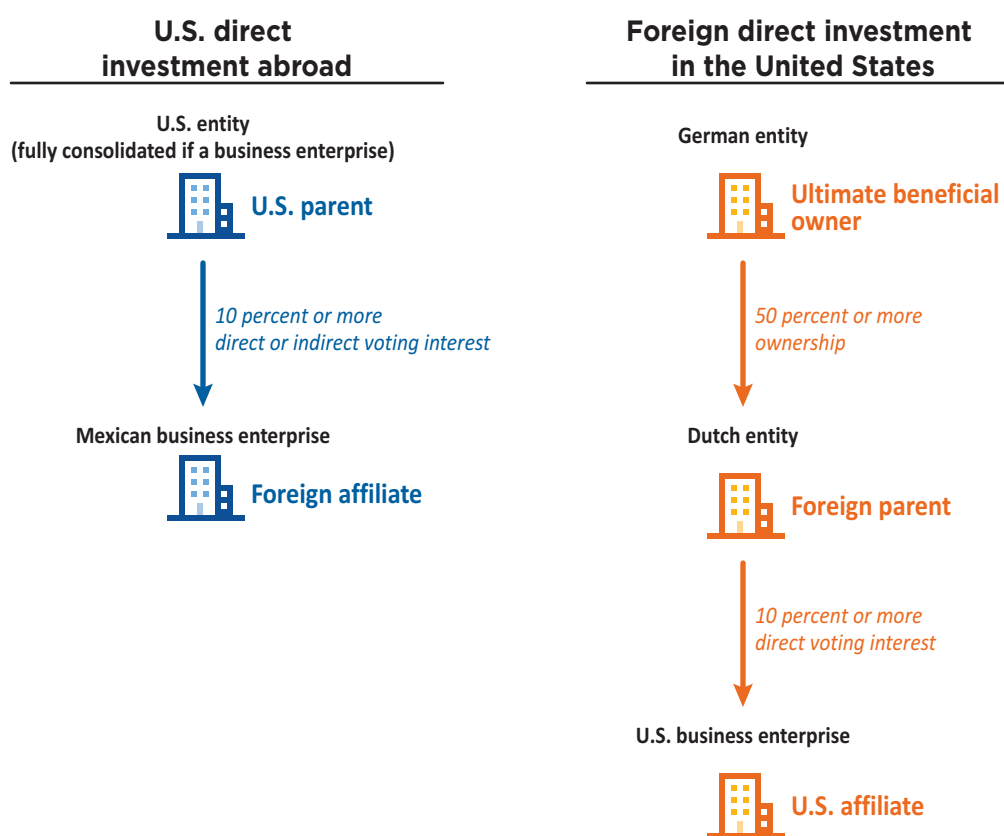 U.S. direct
investment abroad
U.S. entity
(fully consolidated if a business enterprise)
U.S. parent
10 percent or more
direct or indirect voting interest
Mexican business enterprise
Foreign affiliate
Foreign direct investment
in the United States
German entity
Ultimate beneficial
owner
50 percent or more
ownership
Dutch entity
Foreign parent
10 percent or more
direct voting interest
U.S. business enterprise
U.S. affiliate